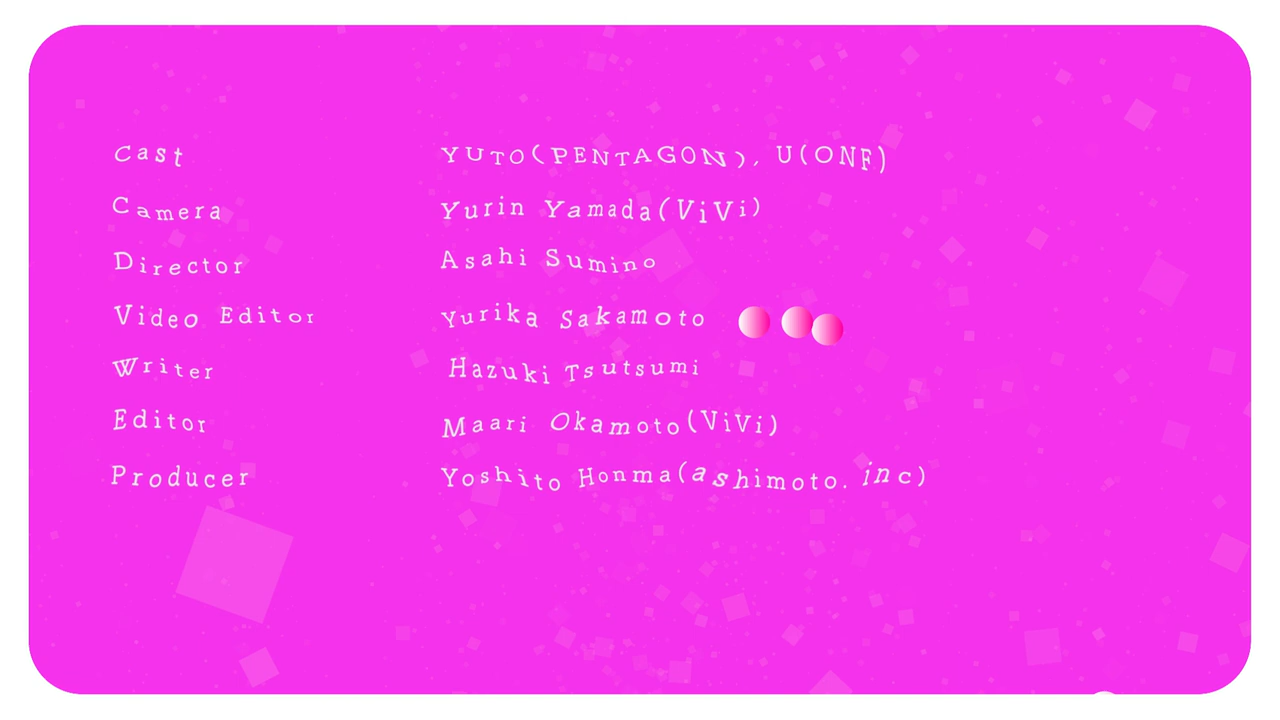 Cast YUTO(PENTAGON), U(ONF)
Camera Yurin Yamada(ViVi)
Director Asahi Sumino
Video Editor Yurika Sakamoto
Writer Hazuki Tsutsumi
Editor Maari Okamoto(ViVi)
Producer Yoshito Honma(ashimoto. inc)